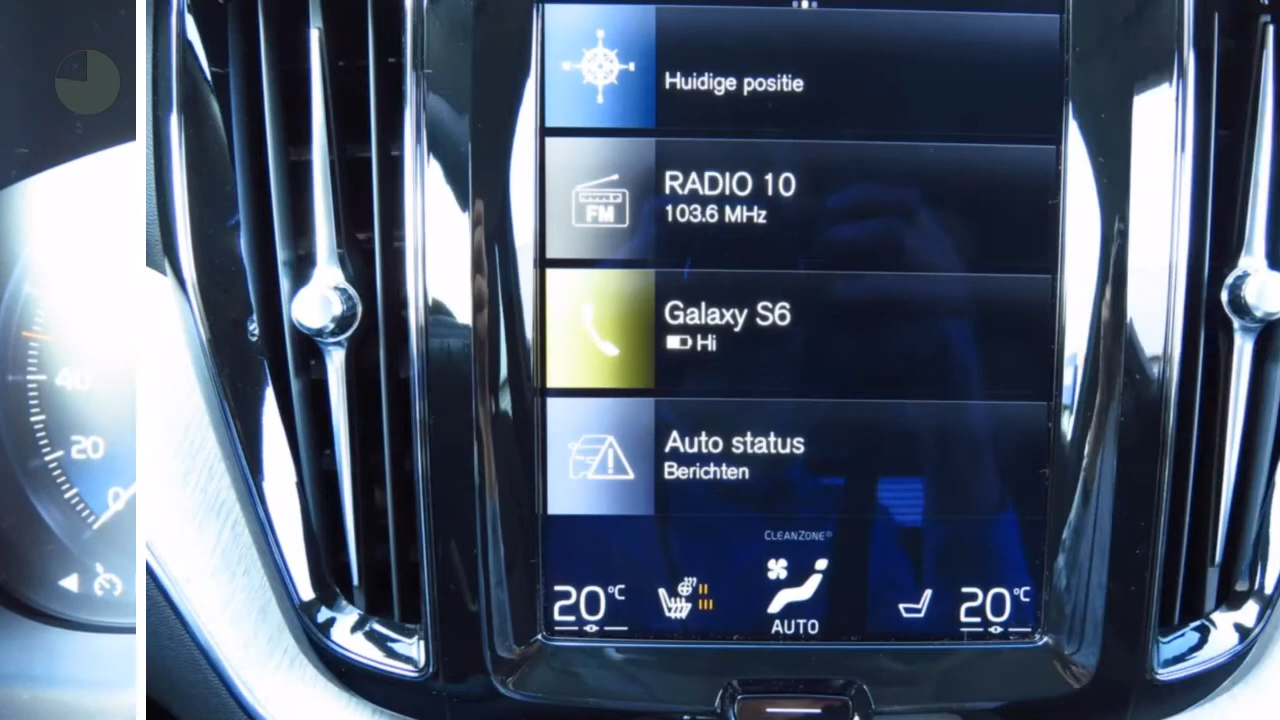 Huidige positie
RADIO 10
103.6 MHz
FM
Galaxy S6
Hi
Auto status
Berichten
40
20
0
CLEANZONE®
20°C
AUTO
20°C